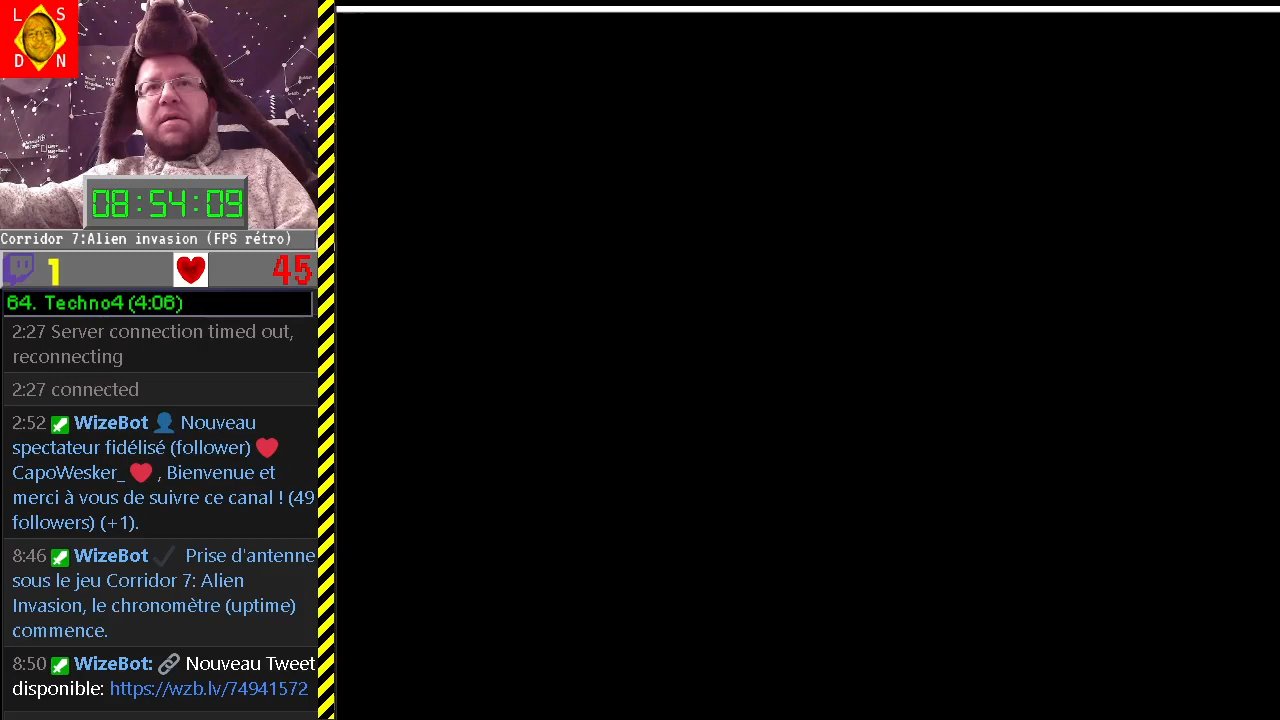 L S
D N
08:54:09
Corridor 7:Alien invasion (FPS rétro)
1 45
64. Techno4 (4:06)
2:27 Server connection timed out,
reconnecting
2:27 connected
2:52 WizeBot 👤 Nouveau
spectateur fidélisé (follower) ❤
CapoWesker_ ❤ , Bienvenue et
merci à vous de suivre ce canal ! (49
followers) (+1).
8:46 WizeBot ✔ Prise d'antenne
sous le jeu Corridor 7: Alien
Invasion, le chronomètre (uptime)
commence.
8:50 WizeBot: 🔗 Nouveau Tweet
disponible: https://wzb.lv/74941572